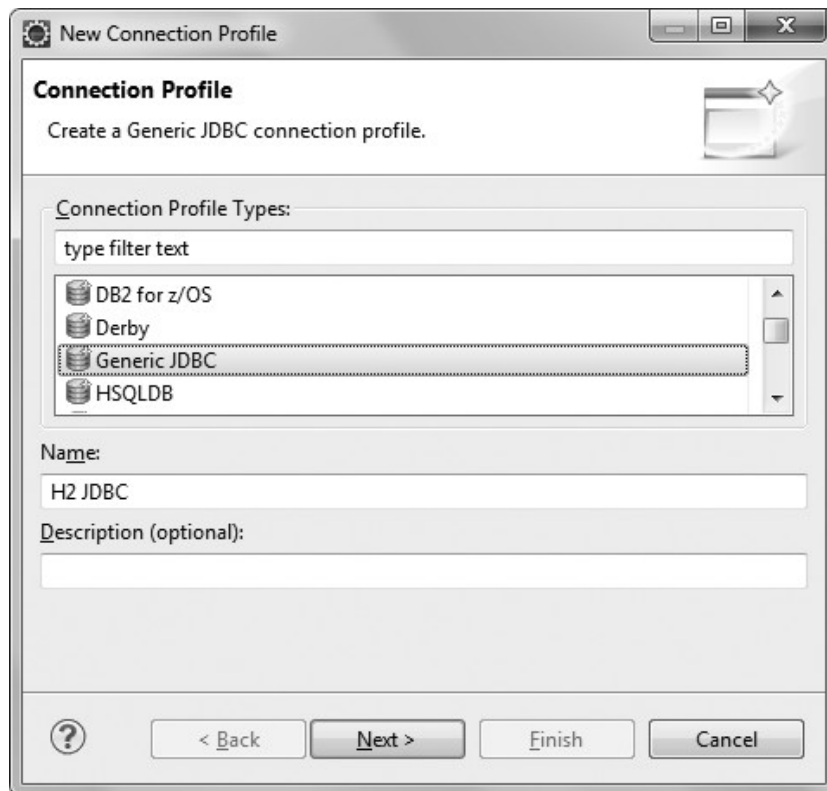 New Connection Profile
Connection Profile
Create a Generic JDBC connection profile.
Connection Profile Types:
type filter text
DB2 for z/OS
Derby
Generic JDBC
HSQLDB
Name:
H2 JDBC
Description (optional):
? < Back Next > Finish Cancel